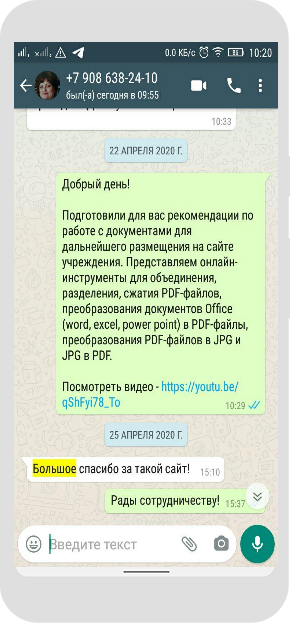 0.0 КБ/с 10:20
+7 908 638-24-10
был(-а) сегодня в 09:55
10:33
22 АПРЕЛЯ 2020 Г.
Добрый день!
Подготовили для вас рекомендации по
работе с документами для
дальнейшего размещения на сайте
учреждения. Представляем онлайн-
инструменты для объединения,
разделения, сжатия PDF-файлов,
преобразования документов Office
(word, excel, power point) в PDF-файлы,
преобразования PDF-файлов в JPG и
JPG в PDF.
Посмотреть видео - https://youtu.be/
qShFyi78_To
10:29
25 АПРЕЛЯ 2020 Г.
Большое спасибо за такой сайт! 15:10
Рады сотрудничеству! 15:37
Введите текст